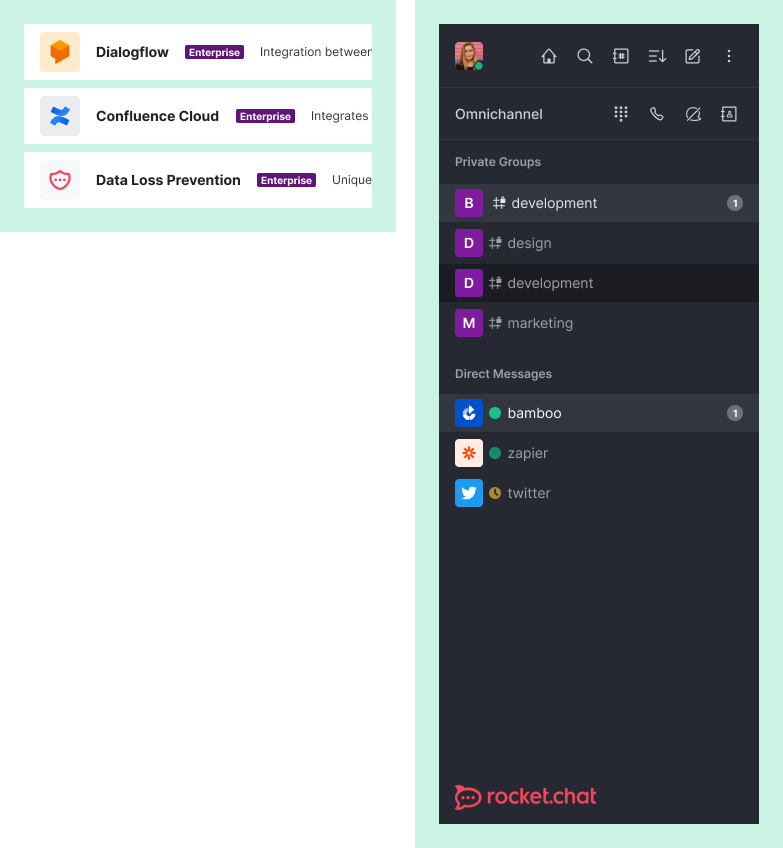 Dialogflow Enterprise Integration between
Confluence Cloud Enterprise Integrates
Data Loss Prevention Enterprise Unique
Omnichannel
Private Groups
B development 1
D design
D development
M marketing
Direct Messages
bamboo 1
zapier
twitter
rocket.chat